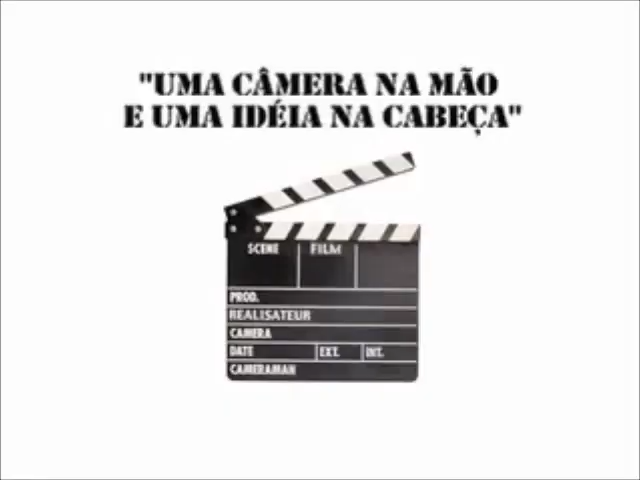 "UMA CÂMERA NA MÃO
E UMA IDÉIA NA CABEÇA"
SCENE FILM
PROD.
REALISATEUR
CAMERA
DATE EXT. INT.
CAMERAMAN